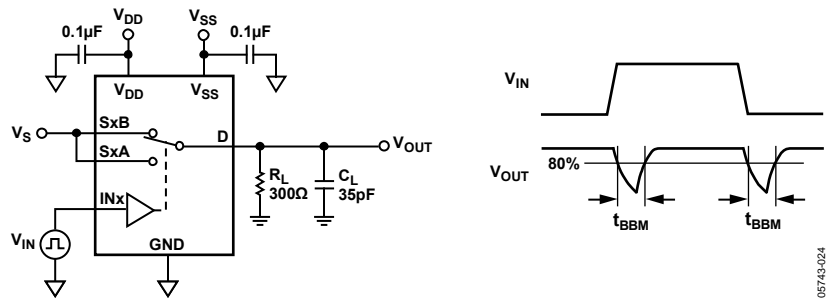 VDD
VSS
0.1µF
0.1µF
VDD
VSS
VS
SxB
D
VOUT
SxA
RL
300Ω
CL
35pF
INx
VIN
GND
VIN
VOUT
80%
tBBM
tBBM
05743-024